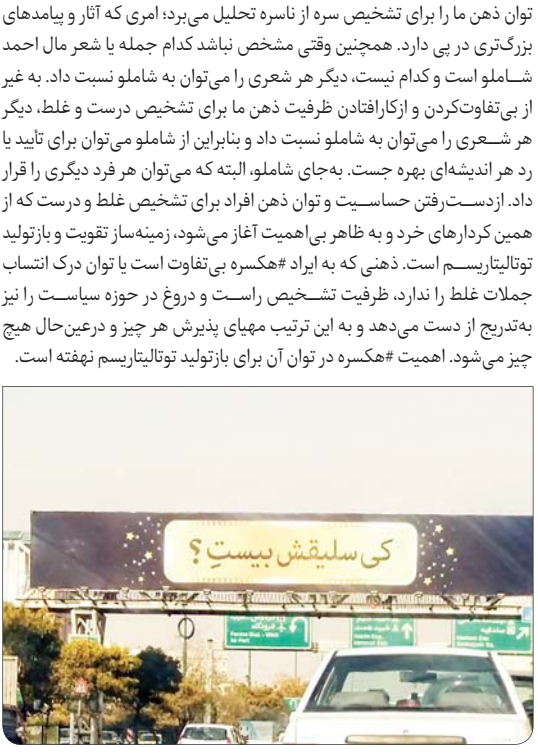 توان ذهن ما را برای تشخیص سره از ناسره تحلیل می‌برد؛ امری که آثار و پیامدهای
بزرگ‌تری در پی دارد. همچنین وقتی مشخص نباشد کدام جمله یا شعر مال احمد
شاملو است و کدام نیست، دیگر هر شعری را می‌توان به شاملو نسبت داد. به غیر
از بی‌تفاوت‌کردن و ازکارافتادن ظرفیت ذهن ما برای تشخیص درست و غلط، دیگر
هر شعری را می‌توان به شاملو نسبت داد و بنابراین از شاملو می‌توان برای تأیید یا
رد هر اندیشه‌ای بهره جست. به‌جای شاملو، البته که می‌توان هر فرد دیگری را قرار
داد. ازدست‌رفتن حساسیت و توان ذهن افراد برای تشخیص غلط و درست که از
همین کردارهای خرد و به ظاهر بی‌اهمیت آغاز می‌شود، زمینه‌ساز تقویت و بازتولید
توتالیتاریسم است. ذهنی که به ایراد #هکسره بی‌تفاوت است یا توان درک انتساب
جملات غلط را ندارد، ظرفیت تشخیص راست و دروغ در حوزه سیاست را نیز
به‌تدریج از دست می‌دهد و به این ترتیب مهیای پذیرش هر چیز و درعین‌حال هیچ
چیز می‌شود. اهمیت #هکسره در توان آن برای بازتولید توتالیتاریسم نهفته است.
کی سلیقش بیستِ ؟